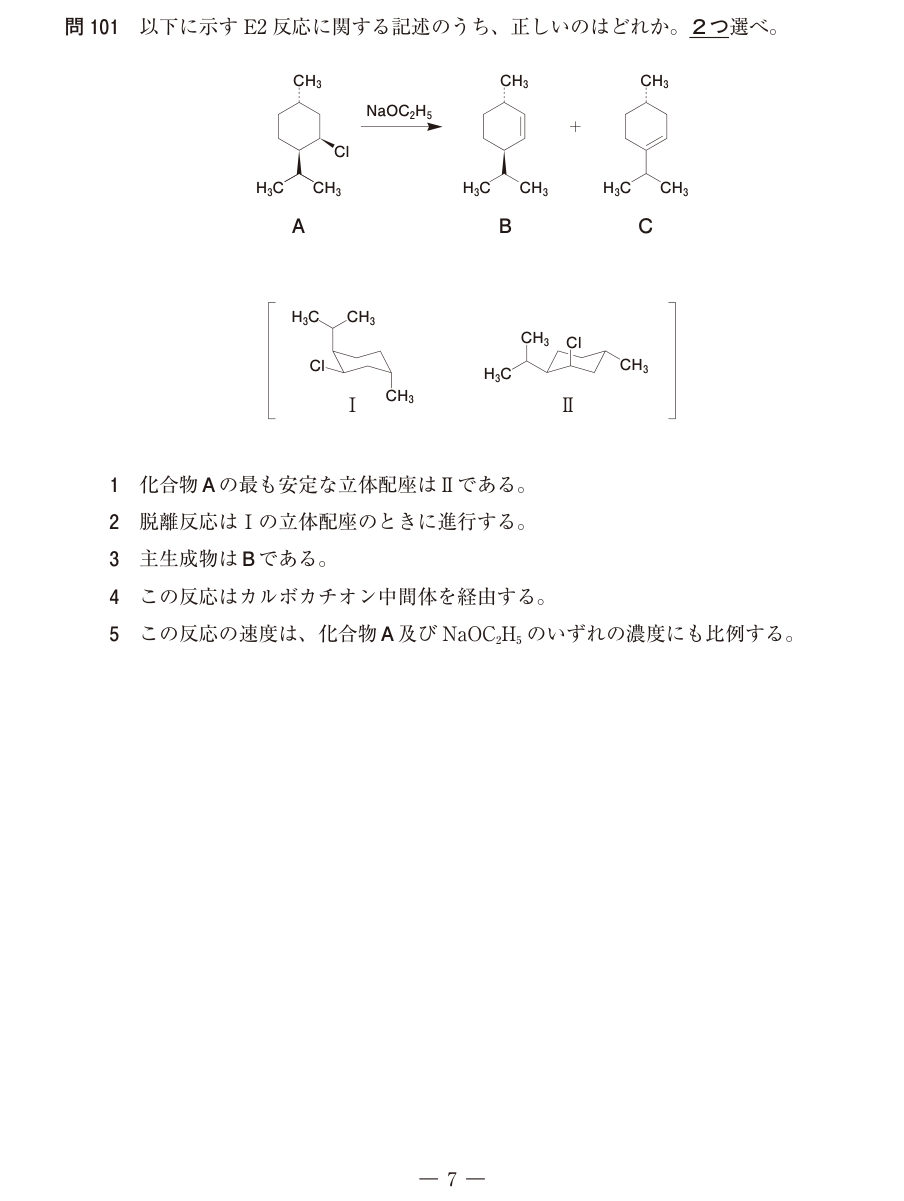 問 101 以下に示す E2 反応に関する記述のうち、正しいのはどれか。2つ選べ。
CH3 CH3 CH3
NaOC2H5
+
Cl
H3C CH3 H3C CH3 H3C CH3
A B C
H3C CH3
Cl
CH3
Ⅰ
CH3 Cl
H3C
CH3
Ⅱ
1 化合物Aの最も安定な立体配座はⅡである。
2 脱離反応はⅠの立体配座のときに進行する。
3 主生成物はBである。
4 この反応はカルボカチオン中間体を経由する。
5 この反応の速度は、化合物A及び NaOC2H5 のいずれの濃度にも比例する。
— 7 —